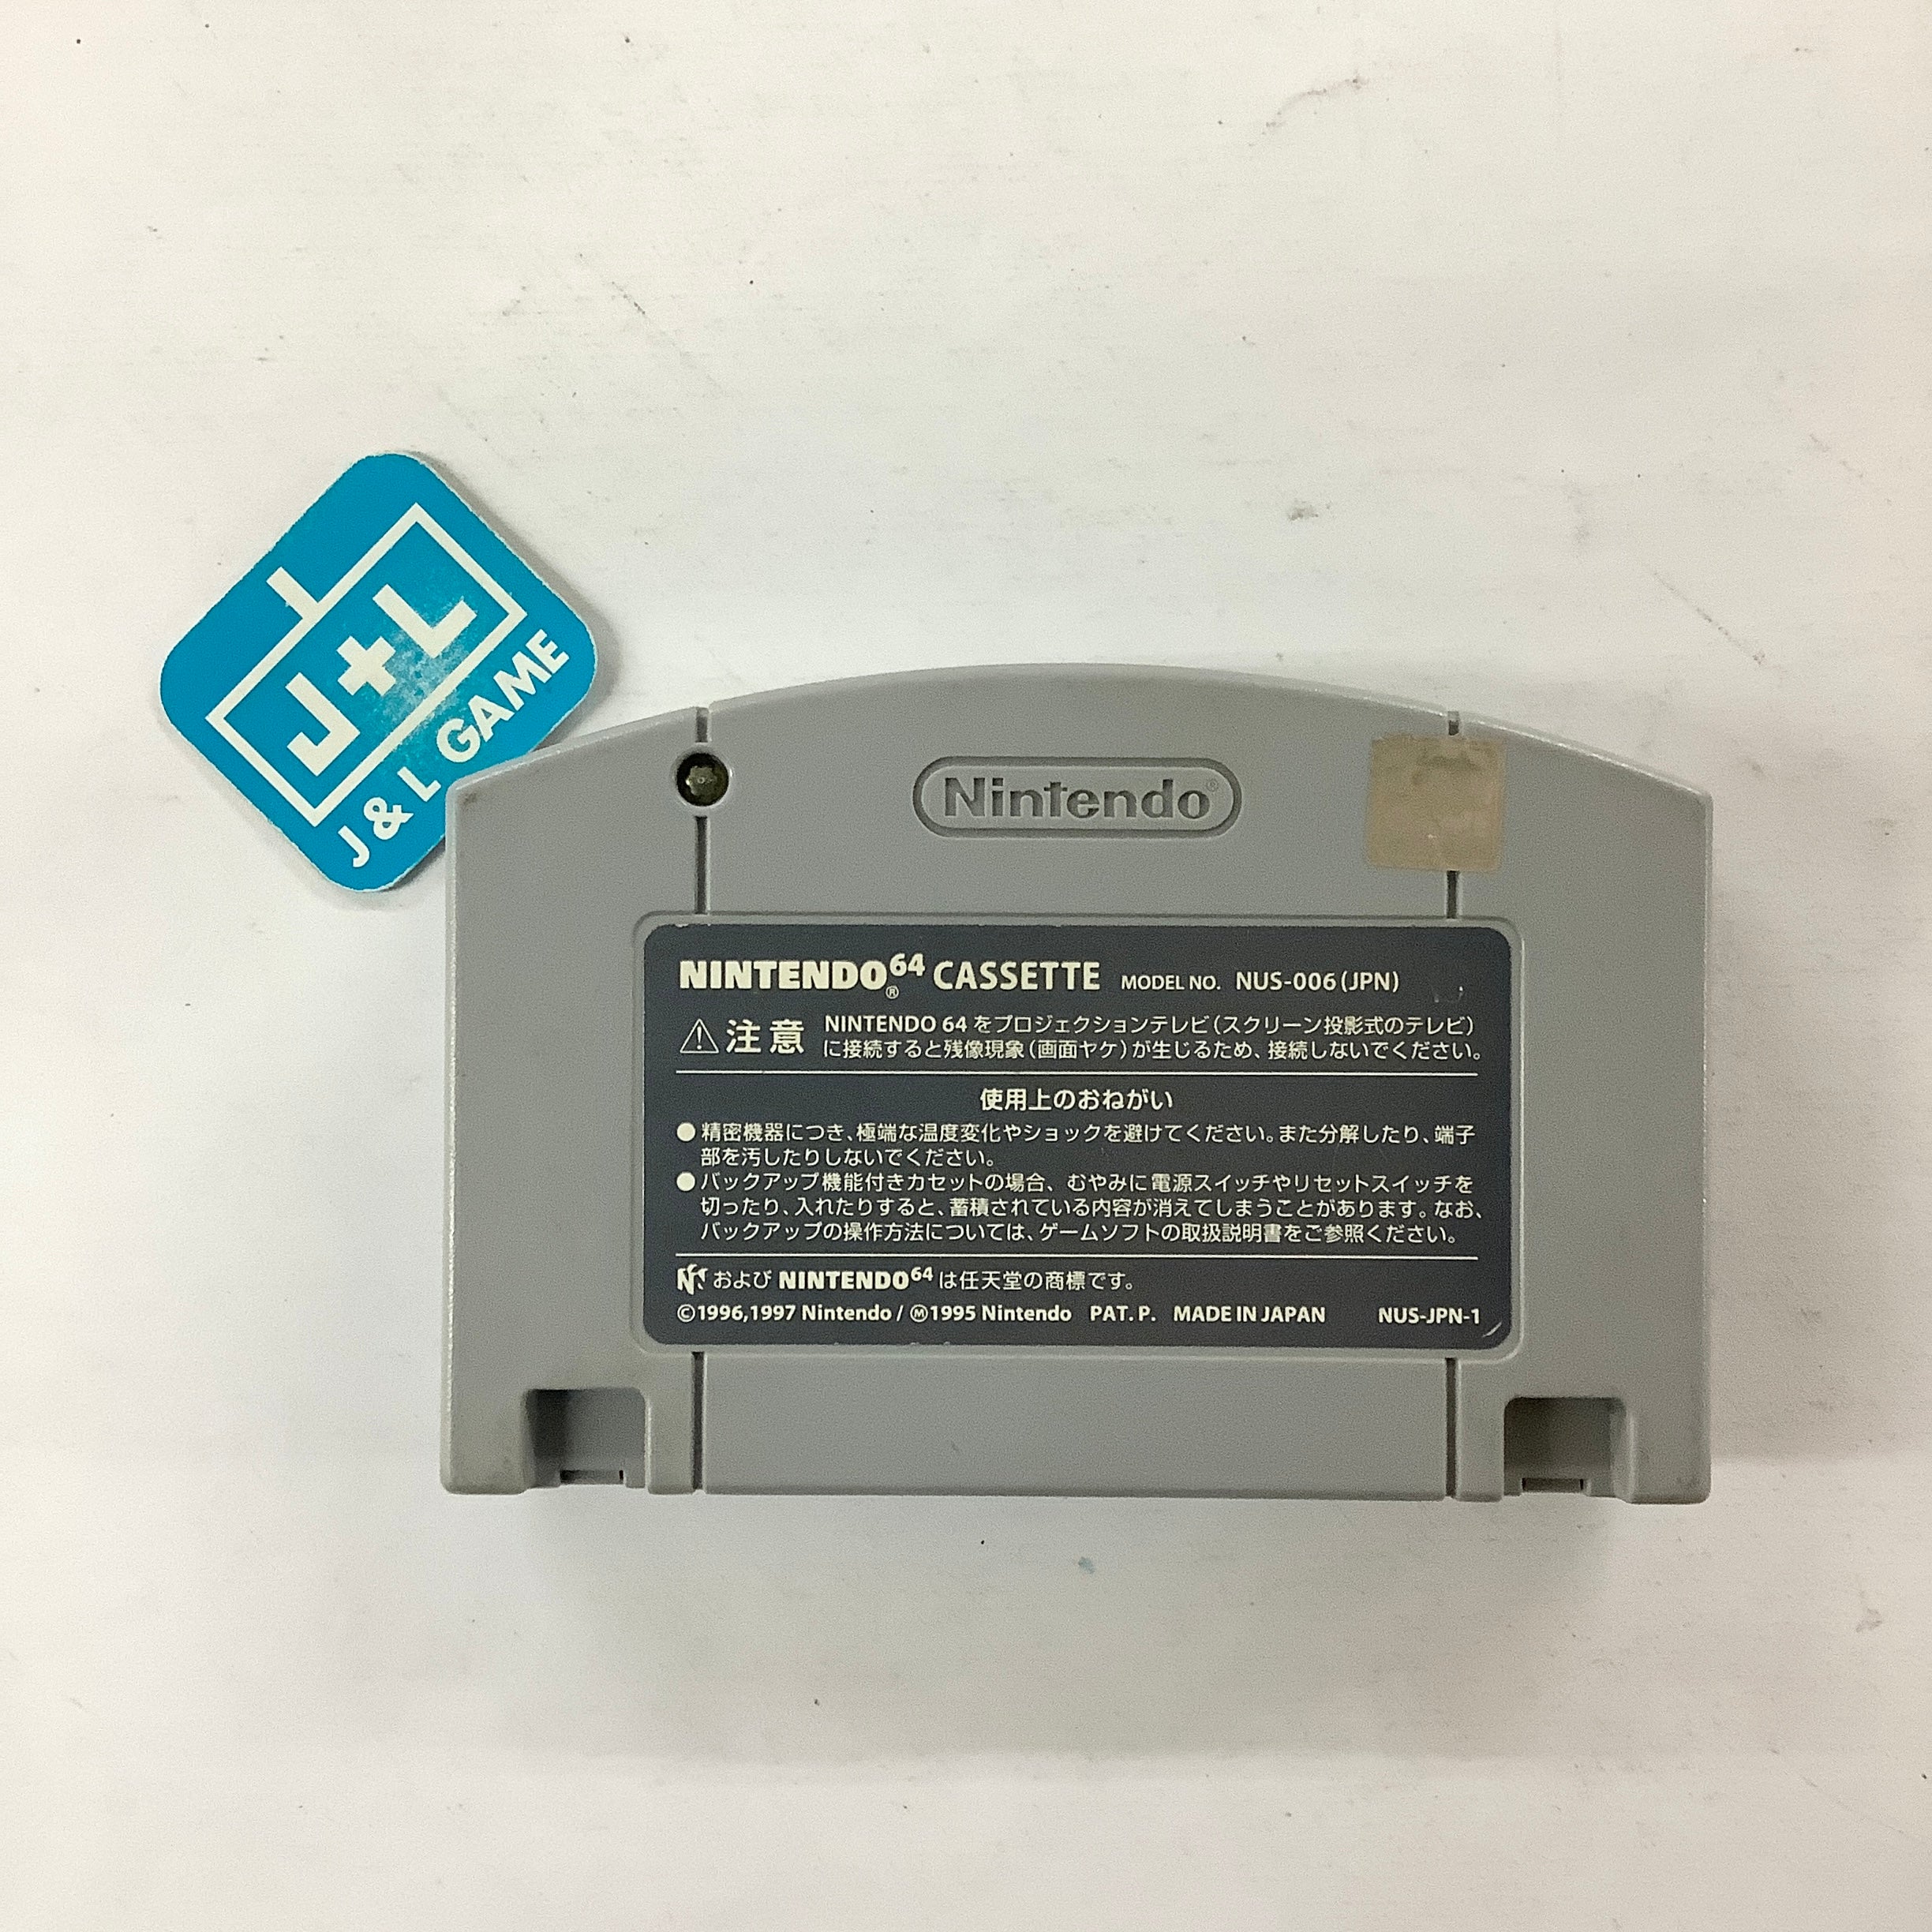 J+L
J & L GAME
Nintendo®
NINTENDO®64 CASSETTE MODEL NO. NUS-006(JPN)
⚠注意 NINTENDO 64 をプロジェクションテレビ(スクリーン投影式のテレビ)
に接続すると残像現象(画面ヤケ)が生じるため、接続しないでください。
使用上のおねがい
●精密機器につき、極端な温度変化やショックを避けてください。また分解したり、端子
部を汚したりしないでください。
●バックアップ機能付きカセットの場合、むやみに電源スイッチやリセットスイッチを
切ったり、入れたりすると、蓄積されている内容が消えてしまうことがあります。なお、
バックアップの操作方法については、ゲームソフトの取扱説明書をご参照ください。
N および NINTENDO64 は任天堂の商標です。
©1996,1997 Nintendo / Ⓜ1995 Nintendo PAT. P. MADE IN JAPAN NUS-JPN-1